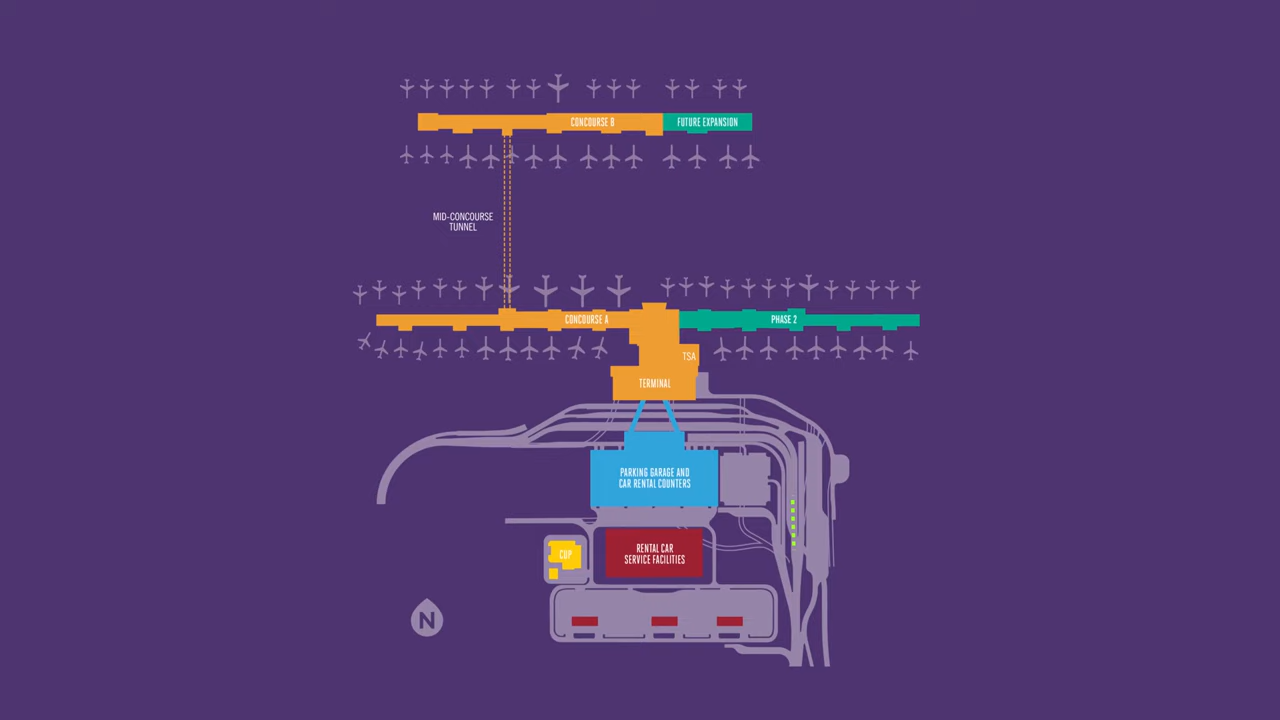 CONCOURSE B
FUTURE EXPANSION
MID-CONCOURSE
TUNNEL
CONCOURSE A
PHASE 2
TSA
TERMINAL
PARKING GARAGE AND
CAR RENTAL COUNTERS
CUP
RENTAL CAR
SERVICE FACILITIES
N